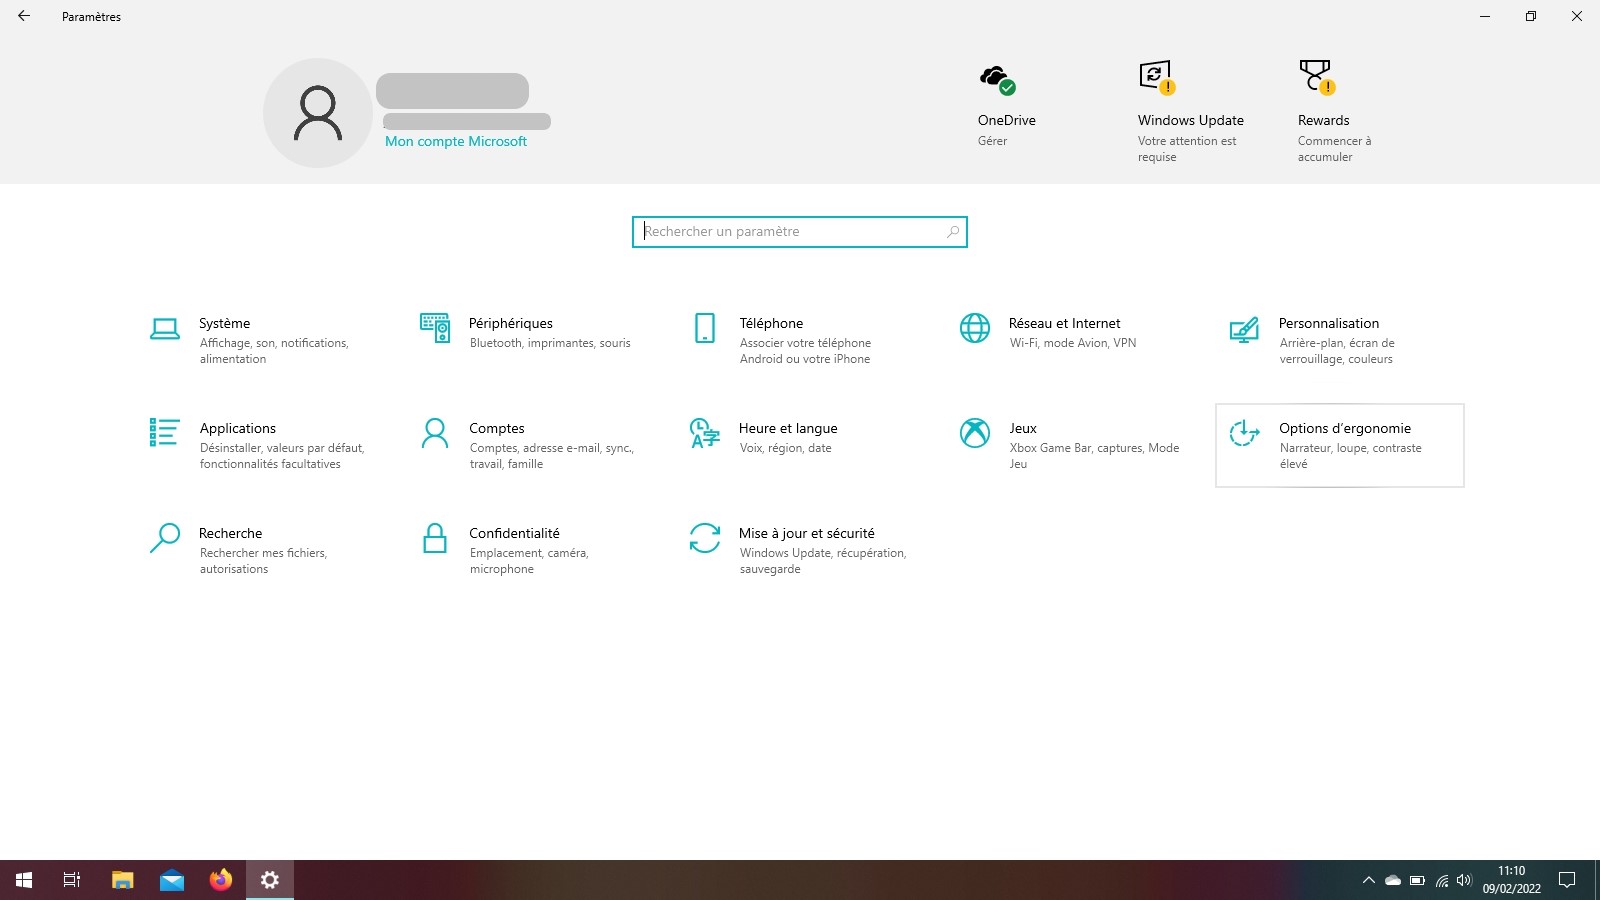 Paramètres
Mon compte Microsoft
OneDrive
Gérer
Windows Update
Votre attention est
requise
Rewards
Commencer à
accumuler
Rechercher un paramètre
Système
Affichage, son, notifications,
alimentation
Périphériques
Bluetooth, imprimantes, souris
Téléphone
Associer votre téléphone
Android ou votre iPhone
Réseau et Internet
Wi-Fi, mode Avion, VPN
Personnalisation
Arrière-plan, écran de
verrouillage, couleurs
Applications
Désinstaller, valeurs par défaut,
fonctionnalités facultatives
Comptes
Comptes, adresse e-mail, sync.,
travail, famille
Heure et langue
Voix, région, date
Jeux
Xbox Game Bar, captures, Mode
Jeu
Options d’ergonomie
Narrateur, loupe, contraste
élevé
Recherche
Rechercher mes fichiers,
autorisations
Confidentialité
Emplacement, caméra,
microphone
Mise à jour et sécurité
Windows Update, récupération,
sauvegarde
11:10
09/02/2022